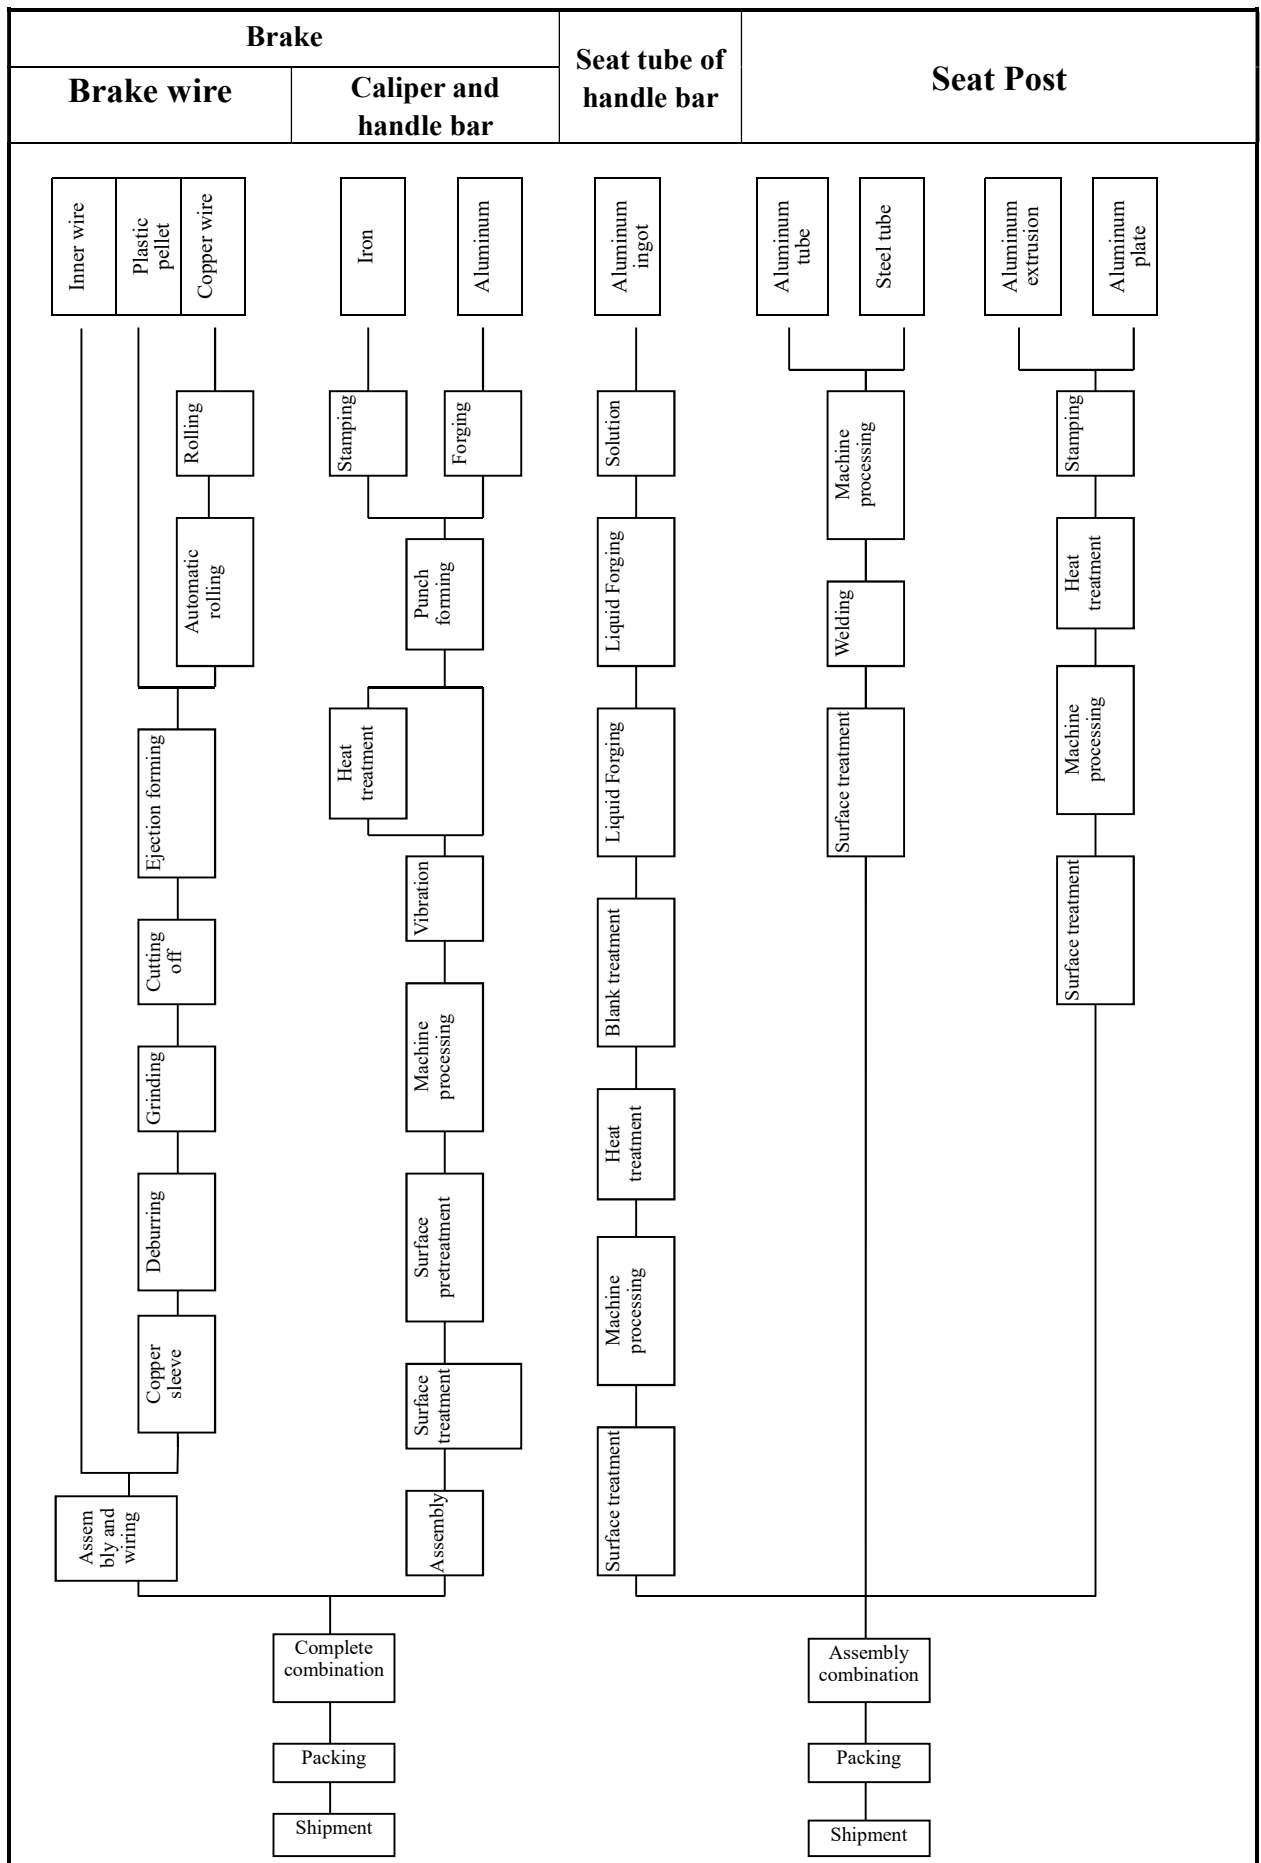 Brake
Brake wire
Caliper and
handle bar
Seat tube of
handle bar
Seat Post
Inner wire
Plastic
pellet
Copper wire
Iron
Aluminum
Aluminum
ingot
Aluminum
tube
Steel tube
Aluminum
extrusion
Aluminum
plate
Rolling
Automatic
rolling
Ejection forming
Cutting
off
Grinding
Deburring
Copper
sleeve
Assem
bly and
wiring
Stamping
Forging
Punch
forming
Heat
treatment
Vibration
Machine
processing
Surface
pretreatment
Surface
treatment
Assembly
Complete
combination
Packing
Shipment
Solution
Liquid Forging
Liquid Forging
Blank treatment
Heat
treatment
Machine
processing
Surface treatment
Machine
processing
Welding
Surface treatment
Stamping
Heat
treatment
Machine
processing
Surface treatment
Assembly
combination
Packing
Shipment